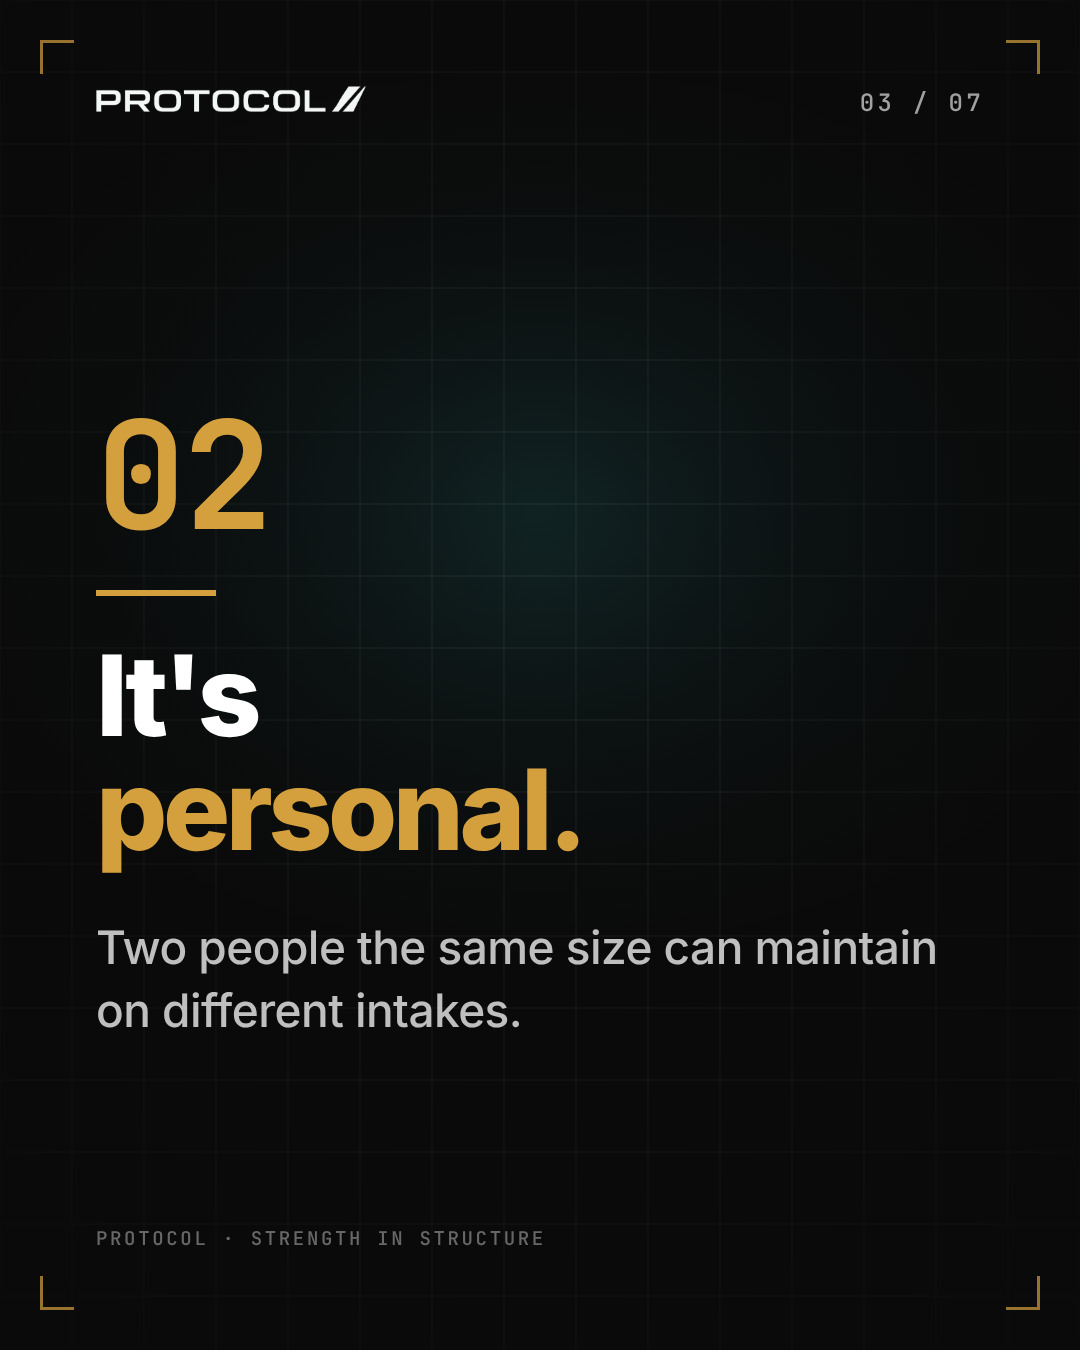 PROTOCOL
03 / 07
02
It's
personal.
Two people the same size can maintain
on different intakes.
PROTOCOL · STRENGTH IN STRUCTURE